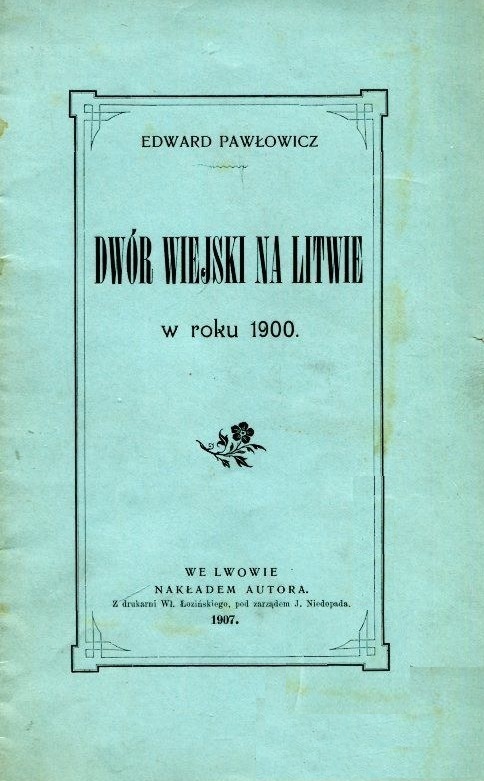 EDWARD PAWŁOWICZ
DWÓR WIEJSKI NA LITWIE
w roku 1900.
WE LWOWIE
NAKŁADEM AUTORA.
Z drukarni Wł. Łozińskiego, pod zarządem J. Niedopada.
1907.